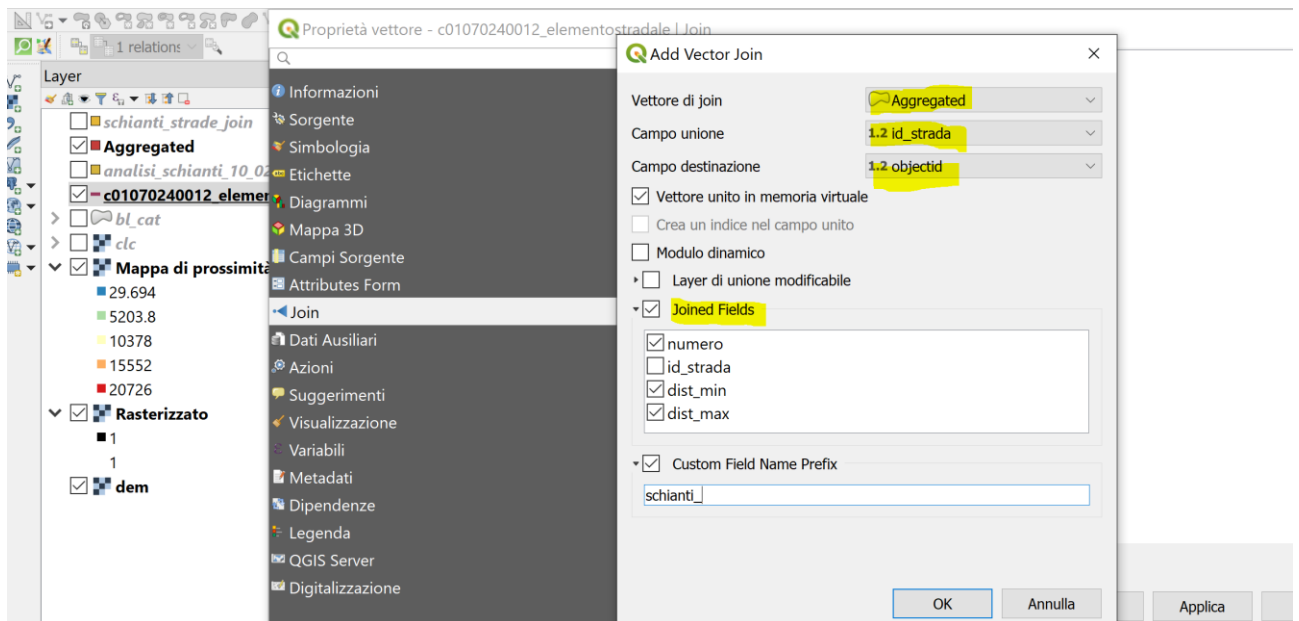 Proprietà vettore - c01070240012_elementostradale | Join
1 relations
Layer
schianti_strade_join
Aggregated
analisi_schianti_10_02
c01070240012_elemen
bl_cat
clc
Mappa di prossimità
29.694
5203.8
10378
15552
20726
Rasterizzato
1
1
dem
Informazioni
Sorgente
Simbologia
Etichette
Diagrammi
Mappa 3D
Campi Sorgente
Attributes Form
Join
Dati Ausiliari
Azioni
Suggerimenti
Visualizzazione
Variabili
Metadati
Dipendenze
Legenda
QGIS Server
Digitalizzazione
Add Vector Join
Vettore di join
Aggregated
Campo unione
1.2 id_strada
Campo destinazione
1.2 objectid
Vettore unito in memoria virtuale
Crea un indice nel campo unito
Modulo dinamico
Layer di unione modificabile
Joined Fields
numero
id_strada
dist_min
dist_max
Custom Field Name Prefix
schianti_
OK
Annulla
Applica